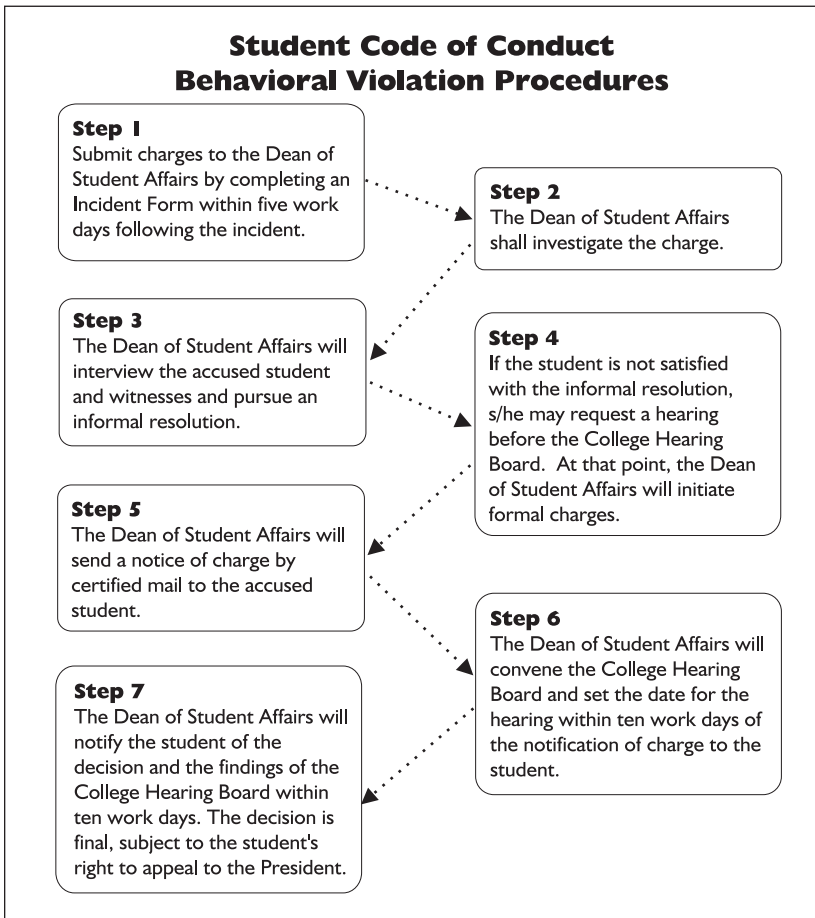 Student Code of Conduct
Behavioral Violation Procedures
Step 1
Submit charges to the Dean of
Student Affairs by completing an
Incident Form within five work
days following the incident.
Step 2
The Dean of Student Affairs
shall investigate the charge.
Step 3
The Dean of Student Affairs will
interview the accused student
and witnesses and pursue an
informal resolution.
Step 4
If the student is not satisfied
with the informal resolution,
s/he may request a hearing
before the College Hearing
Board.  At that point, the Dean
of Student Affairs will initiate
formal charges.
Step 5
The Dean of Student Affairs will
send a notice of charge by
certified mail to the accused
student.
Step 6
The Dean of Student Affairs will
convene the College Hearing
Board and set the date for the
hearing within ten work days of
the notification of charge to the
student.
Step 7
The Dean of Student Affairs will
notify the student of the
decision and the findings of the
College Hearing Board within
ten work days. The decision is
final, subject to the student's
right to appeal to the President.